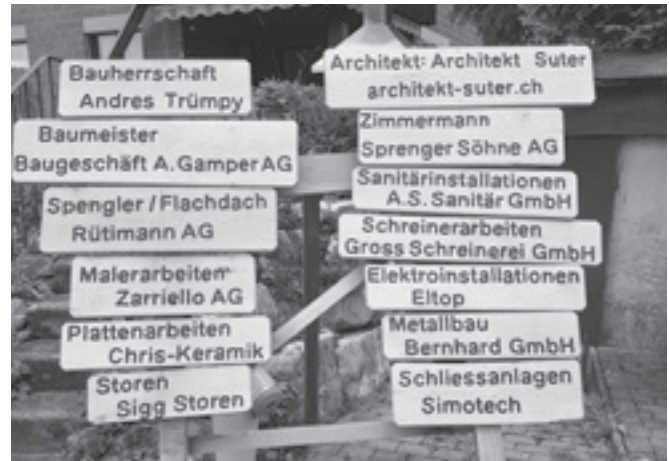 Bauherrschaft
Andres Trümpy
Baumeister
Baugeschäft A. Gamper AG
Spengler / Flachdach
Rütimann AG
Malerarbeiten
Zarriello AG
Plattenarbeiten
Chris-Keramik
Storen
Sigg Storen
Architekt: Architekt Suter
architekt-suter.ch
Zimmermann
Sprenger Söhne AG
Sanitärinstallationen
A.S. Sanitär GmbH
Schreinerarbeiten
Gross Schreinerei GmbH
Elektroinstallationen
Eltop
Metallbau
Bernhard GmbH
Schliessanlagen
Simotech